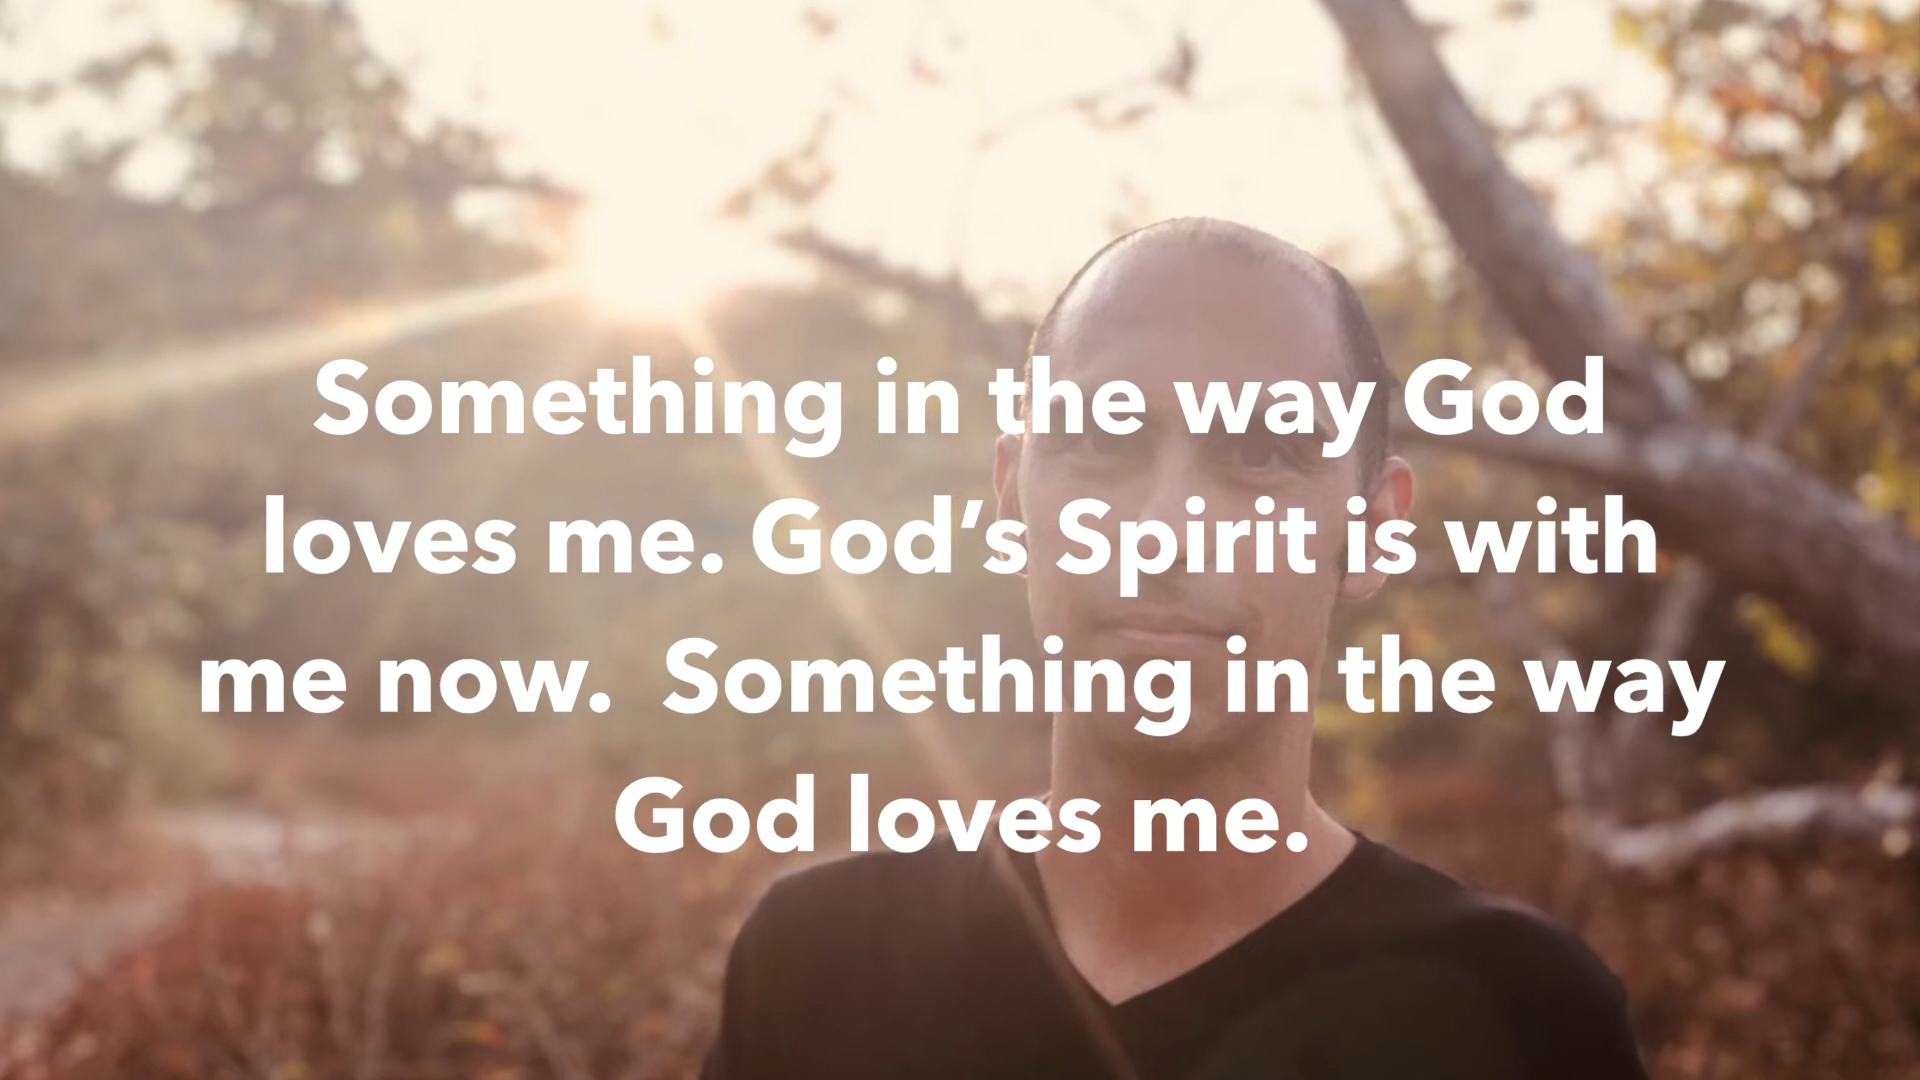 Something in the way God
loves me. God’s Spirit is with
me now.  Something in the way
God loves me.